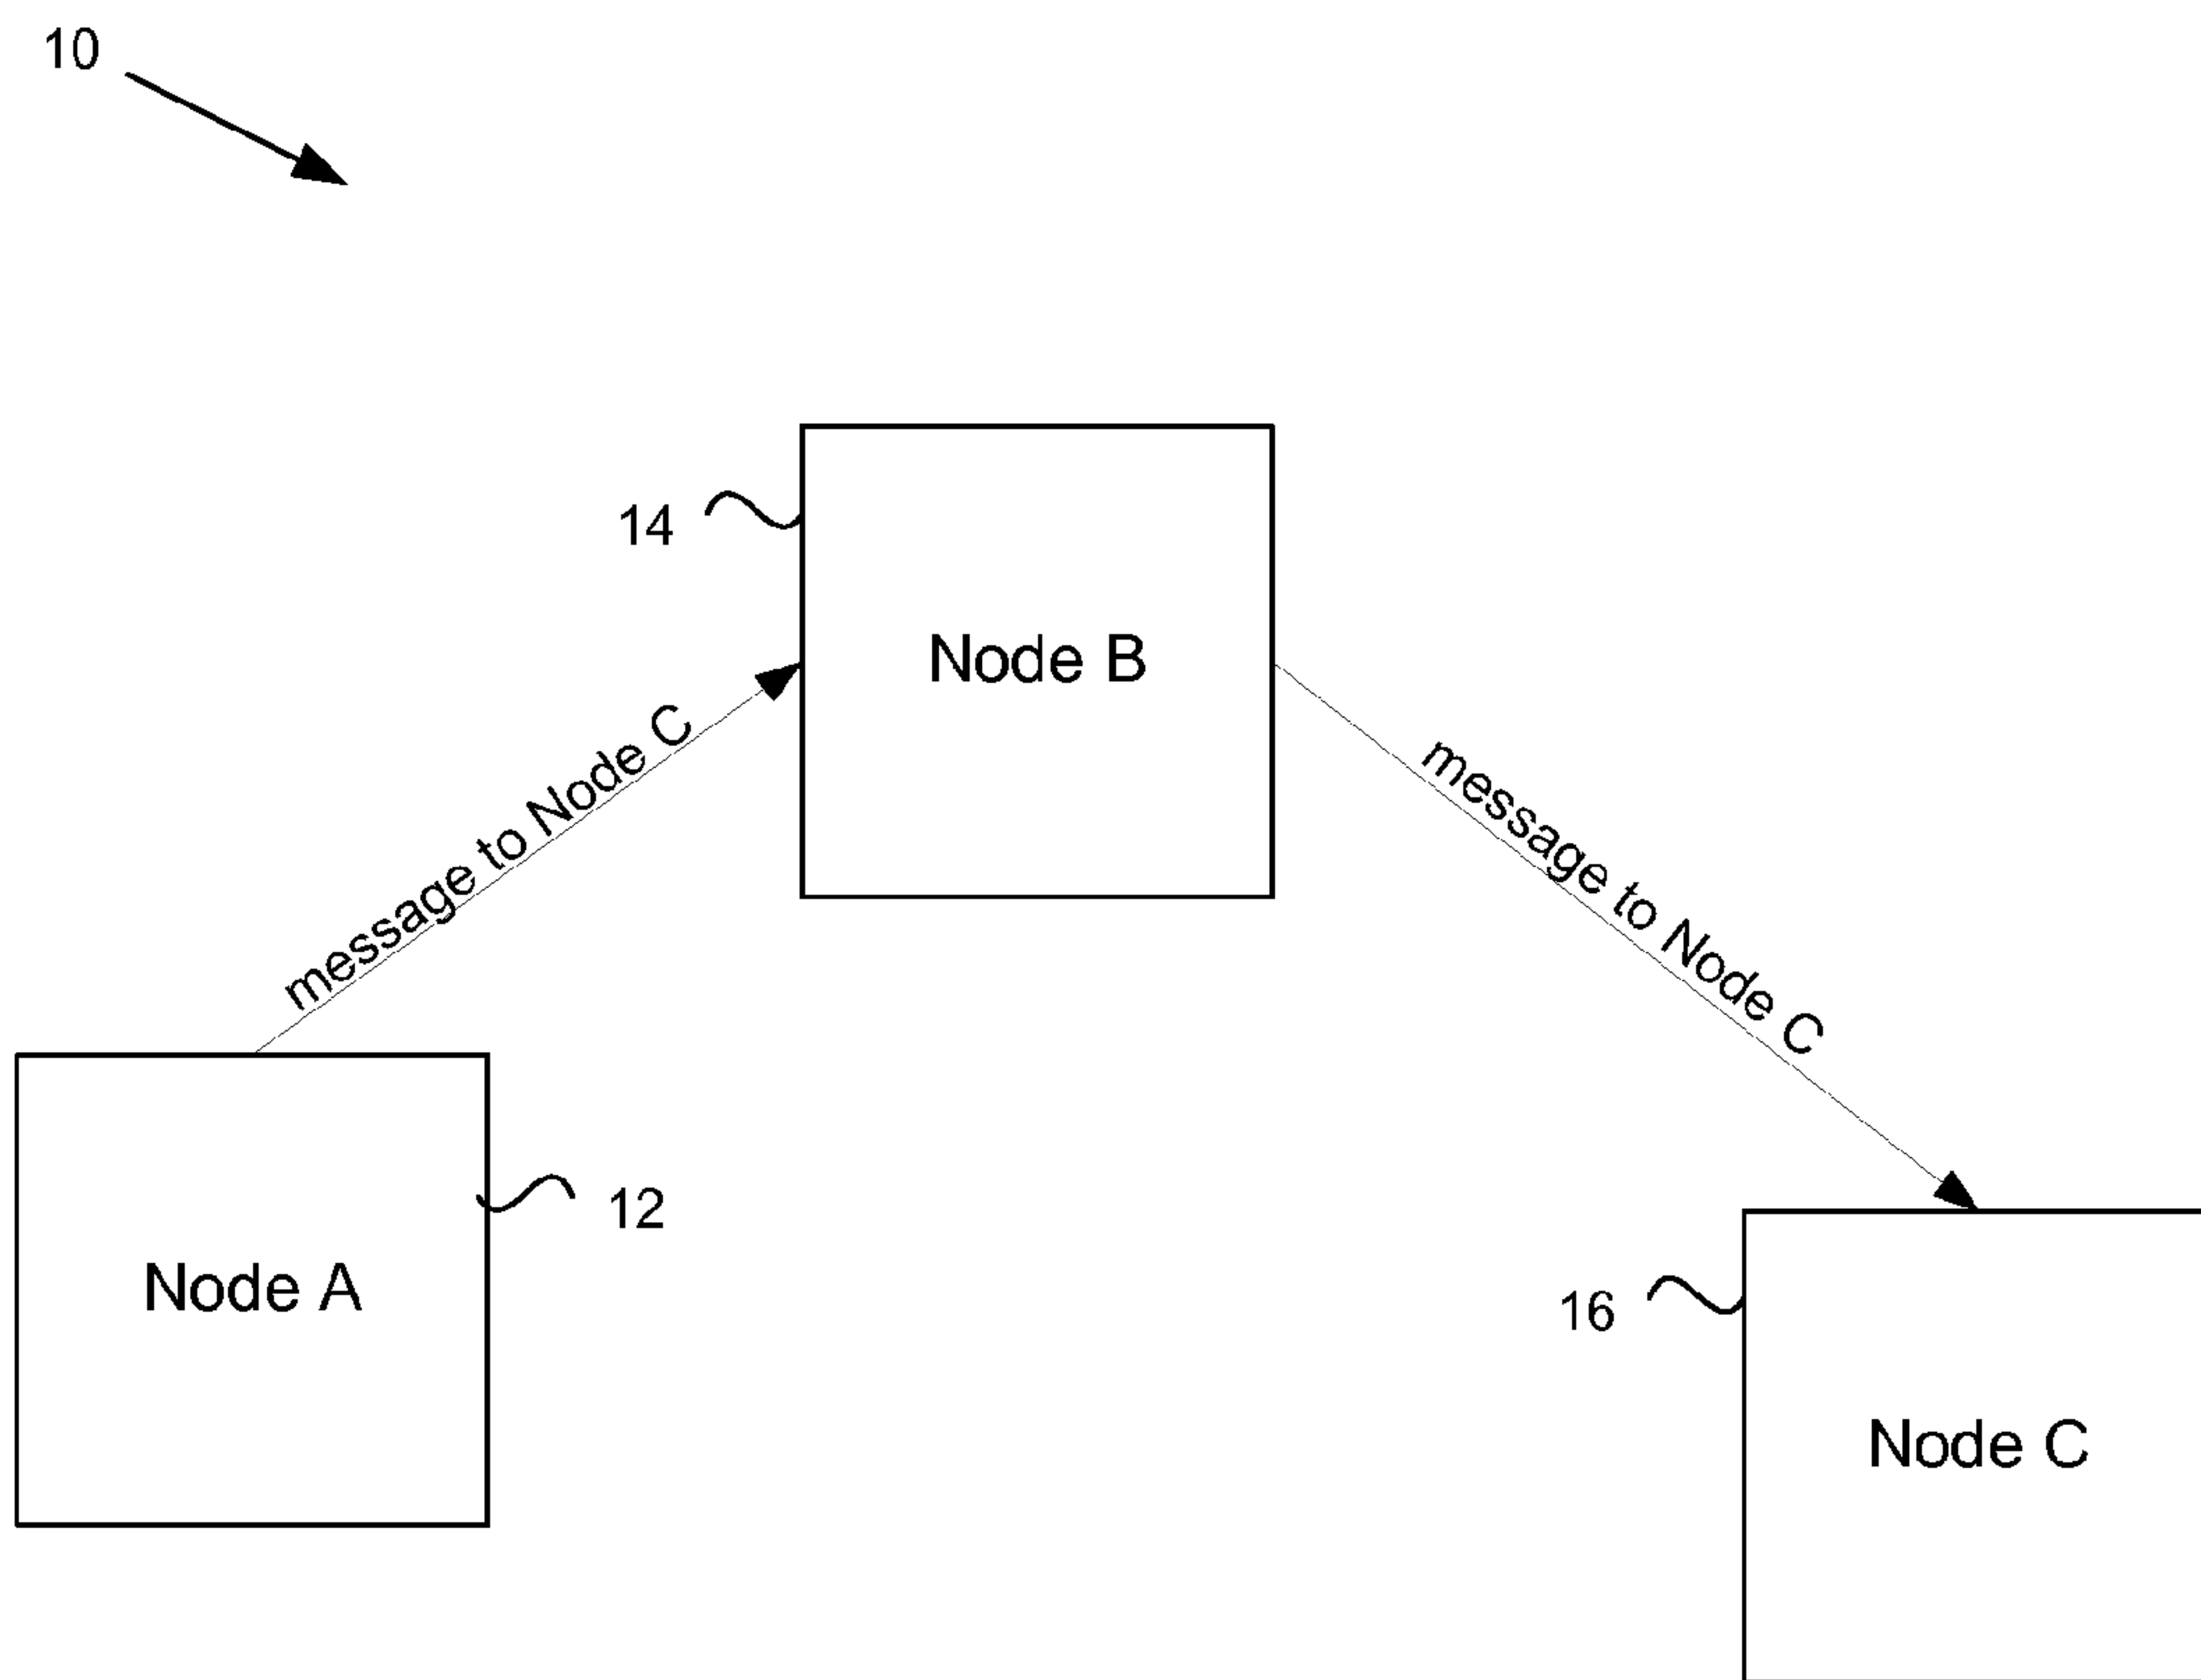 10
14
Node B
message to Node C
message to Node C
12
Node A
16
Node C